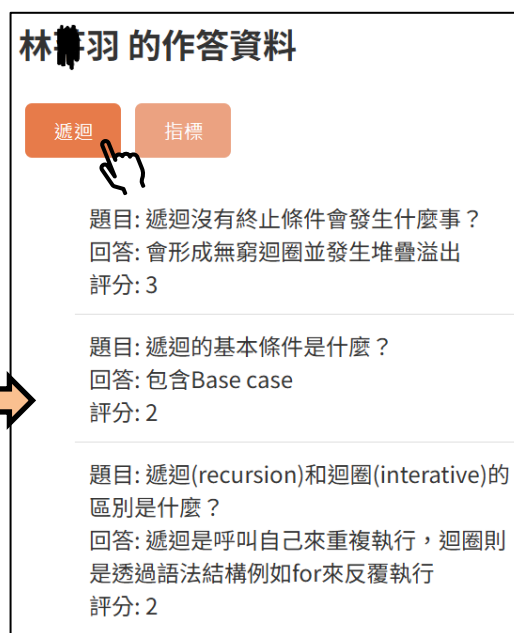 林羽 的作答資料
遞迴
指標
題目: 遞迴沒有終止條件會發生什麼事？
回答: 會形成無窮迴圈並發生堆疊溢出
評分: 3
題目: 遞迴的基本條件是什麼？
回答: 包含Base case
評分: 2
題目: 遞迴(recursion)和迴圈(interative)的
區別是什麼？
回答: 遞迴是呼叫自己來重複執行，迴圈則
是透過語法結構例如for來反覆執行
評分: 2